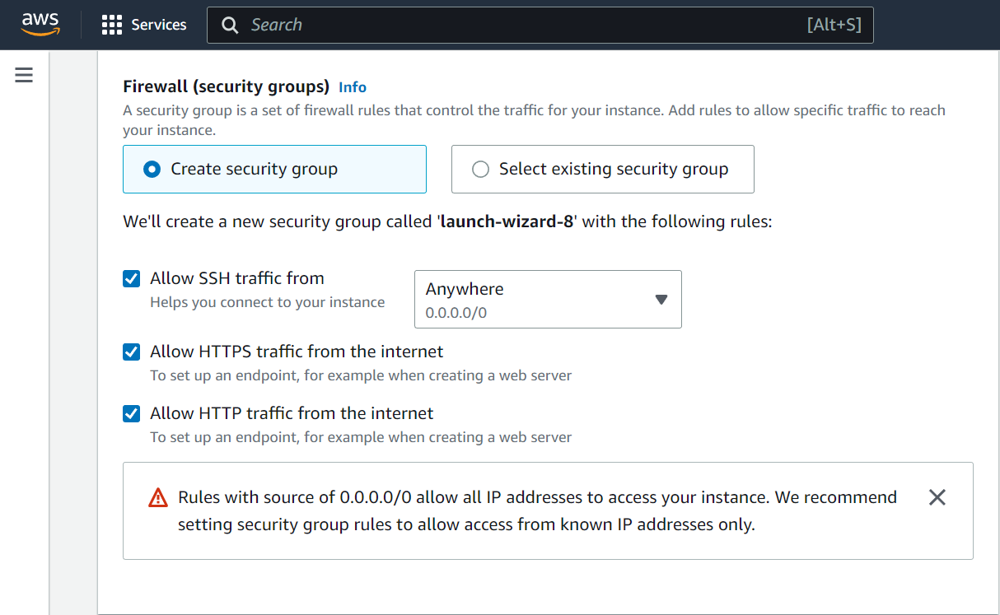 aws
Services
Search
[Alt+S]
Firewall (security groups) Info
A security group is a set of firewall rules that control the traffic for your instance. Add rules to allow specific traffic to reach
your instance.
Create security group
Select existing security group
We'll create a new security group called 'launch-wizard-8' with the following rules:
Allow SSH traffic from
Helps you connect to your instance
Anywhere
0.0.0.0/0
Allow HTTPS traffic from the internet
To set up an endpoint, for example when creating a web server
Allow HTTP traffic from the internet
To set up an endpoint, for example when creating a web server
Rules with source of 0.0.0.0/0 allow all IP addresses to access your instance. We recommend
setting security group rules to allow access from known IP addresses only.